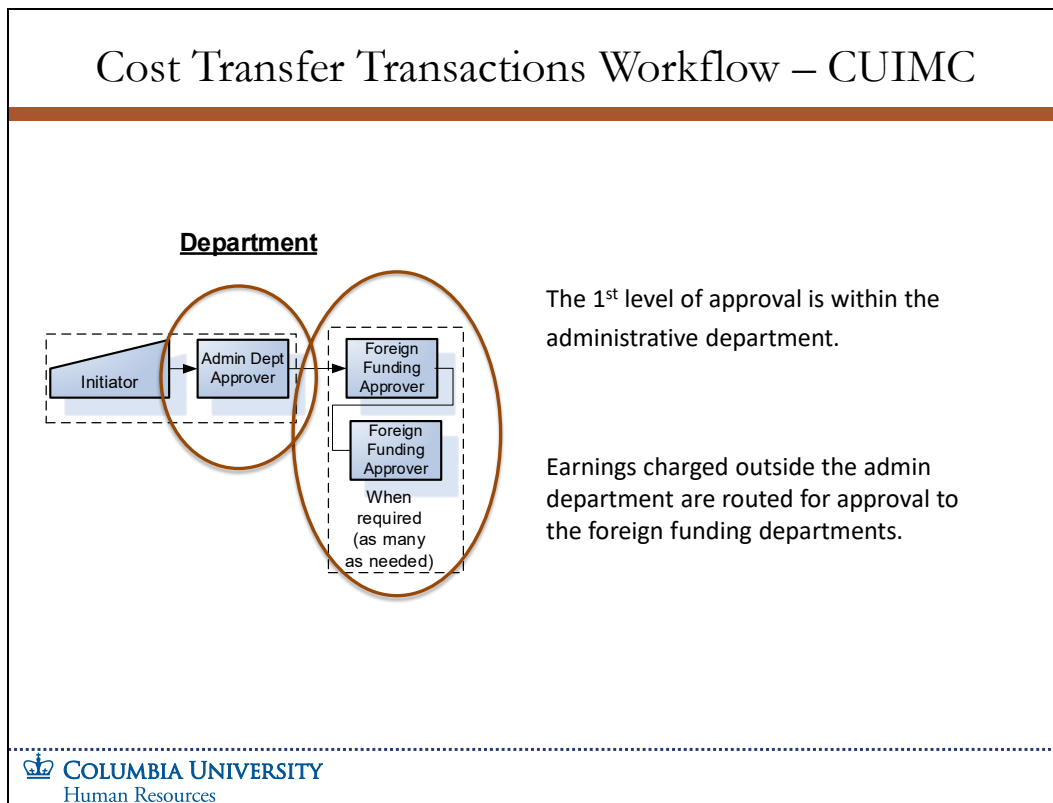 Cost Transfer Transactions Workflow – CUIMC
Department
Initiator
Admin Dept
Approver
Foreign
Funding
Approver
Foreign
Funding
Approver
When
required
(as many
as needed)
The 1st level of approval is within the
administrative department.
Earnings charged outside the admin
department are routed for approval to
the foreign funding departments.
COLUMBIA UNIVERSITY
Human Resources